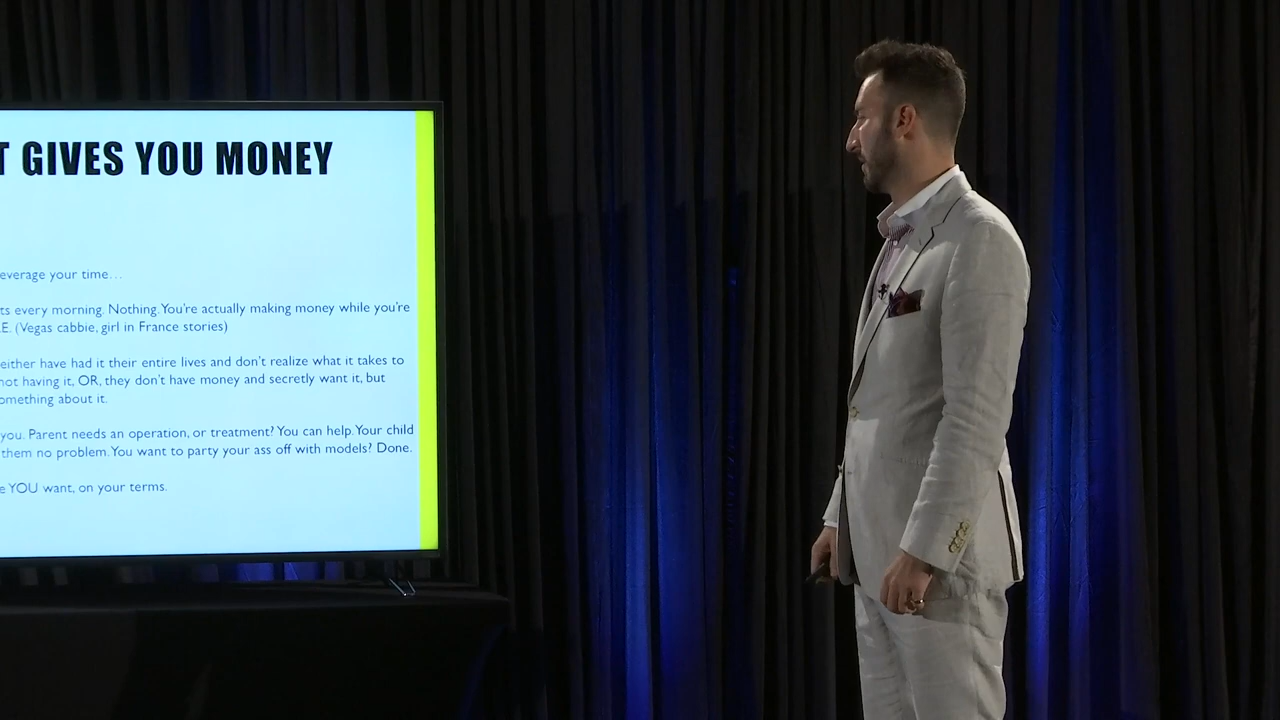 T GIVES YOU MONEY
everage your time…
ts every morning. Nothing. You're actually making money while you're
E. (Vegas cabbie, girl in France stories)
either have had it their entire lives and don't realize what it takes to
not having it, OR, they don't have money and secretly want it, but
omething about it.
you. Parent needs an operation, or treatment? You can help. Your child
them no problem. You want to party your ass off with models? Done.
e YOU want, on your terms.